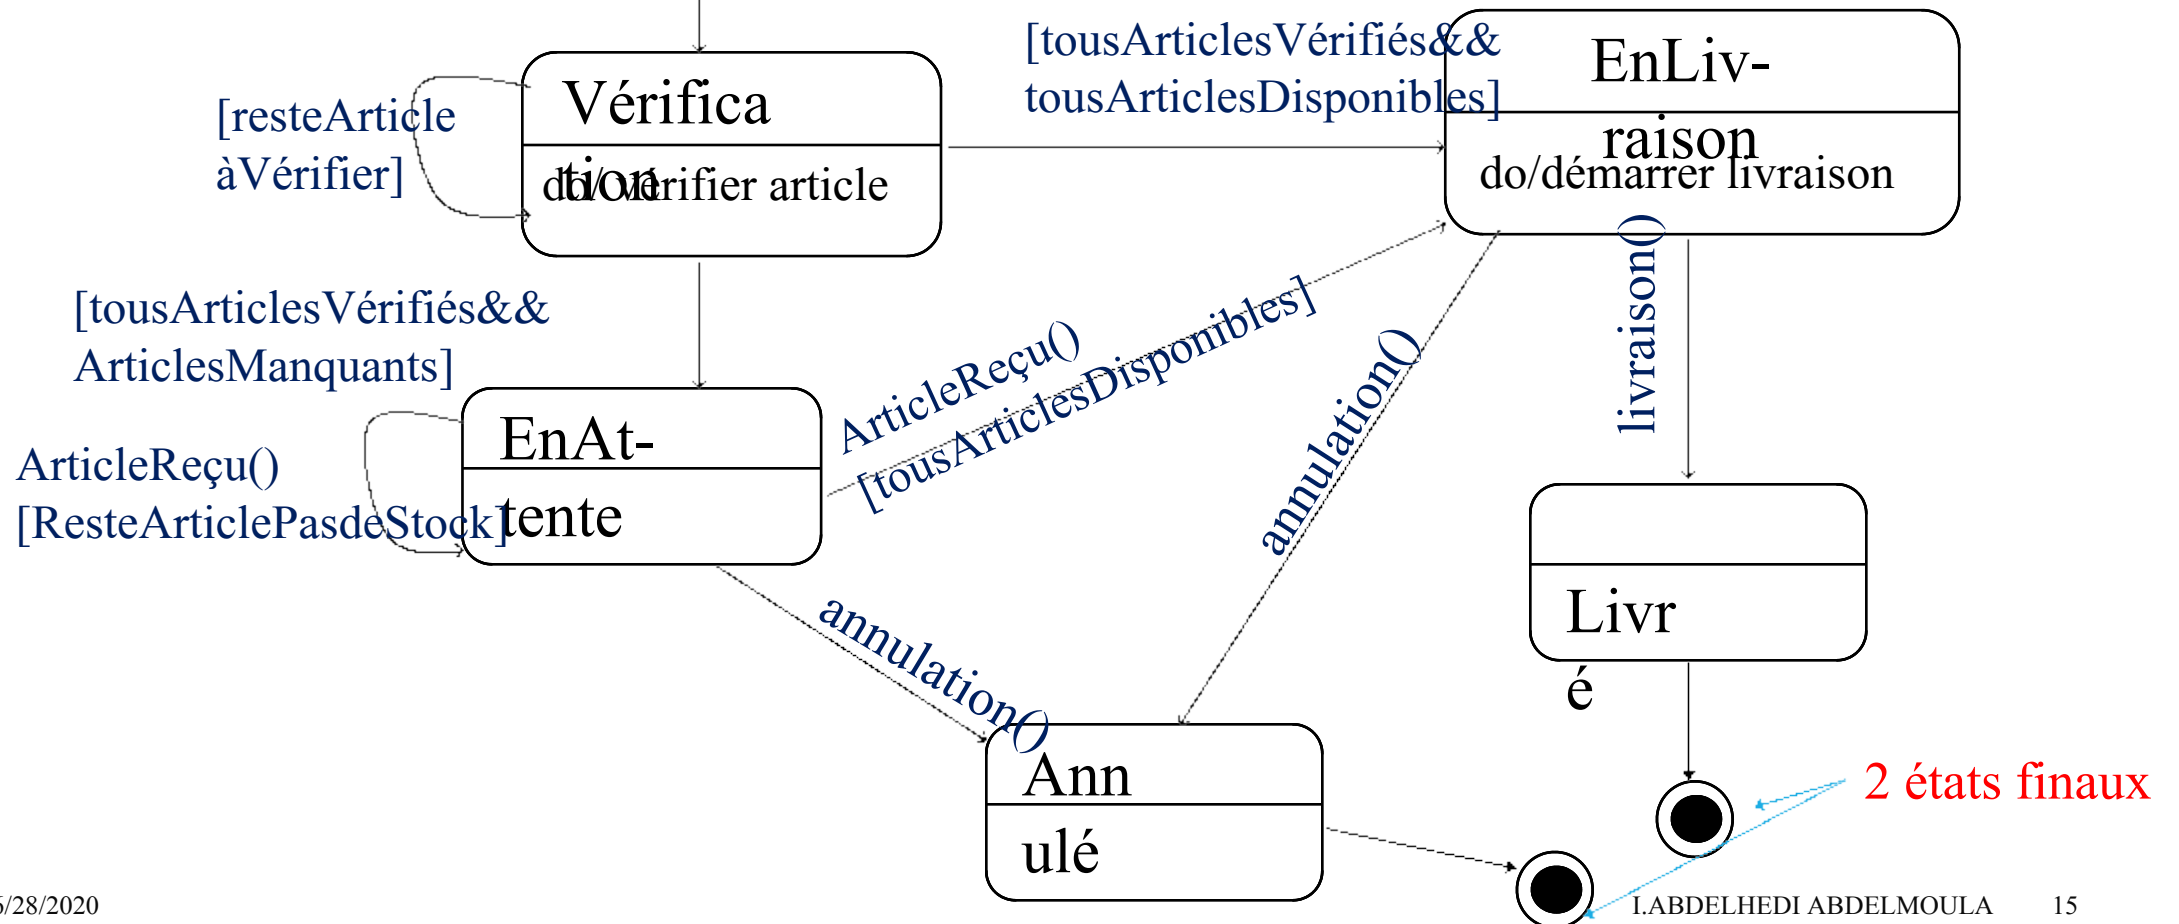 [tousArticlesVérifiés&&
tousArticlesDisponibles]
EnLiv-
raison
do/démarrer livraison
Vérifica
tion
do/ vérifier article
[resteArticle
àVérifier]
[tousArticlesVérifiés&&
ArticlesManquants]
ArticleReçu()
[tousArticlesDisponibles]
annulation()
livraison()
EnAt-
tente
ArticleReçu()
[ResteArticlePasdeStock]
annulation()
Livr
é
Ann
ulé
2 états finaux
/28/2020
I.ABDELHEDI ABDELMOULA
15